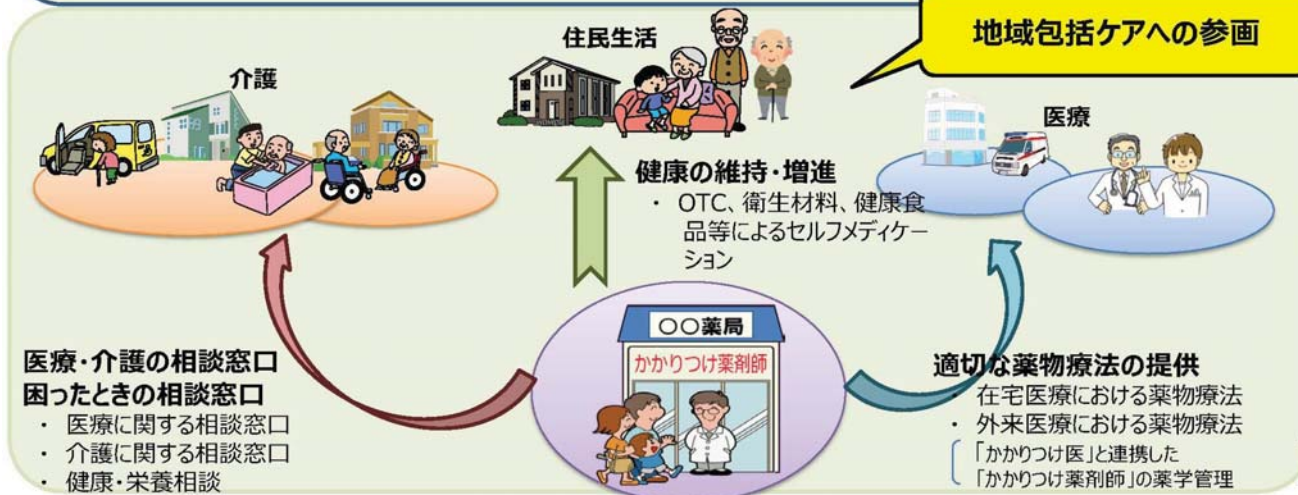 地域包括ケアへの参画
住民生活
介護
医療
健康の維持・増進
・ OTC、衛生材料、健康食
品等によるセルフメディケー
ション
〇〇薬局
かかりつけ薬剤師
医療・介護の相談窓口
困ったときの相談窓口
・ 医療に関する相談窓口
・ 介護に関する相談窓口
・ 健康・栄養相談
適切な薬物療法の提供
・ 在宅医療における薬物療法
・ 外来医療における薬物療法
「かかりつけ医」と連携した
「かかりつけ薬剤師」の薬学管理